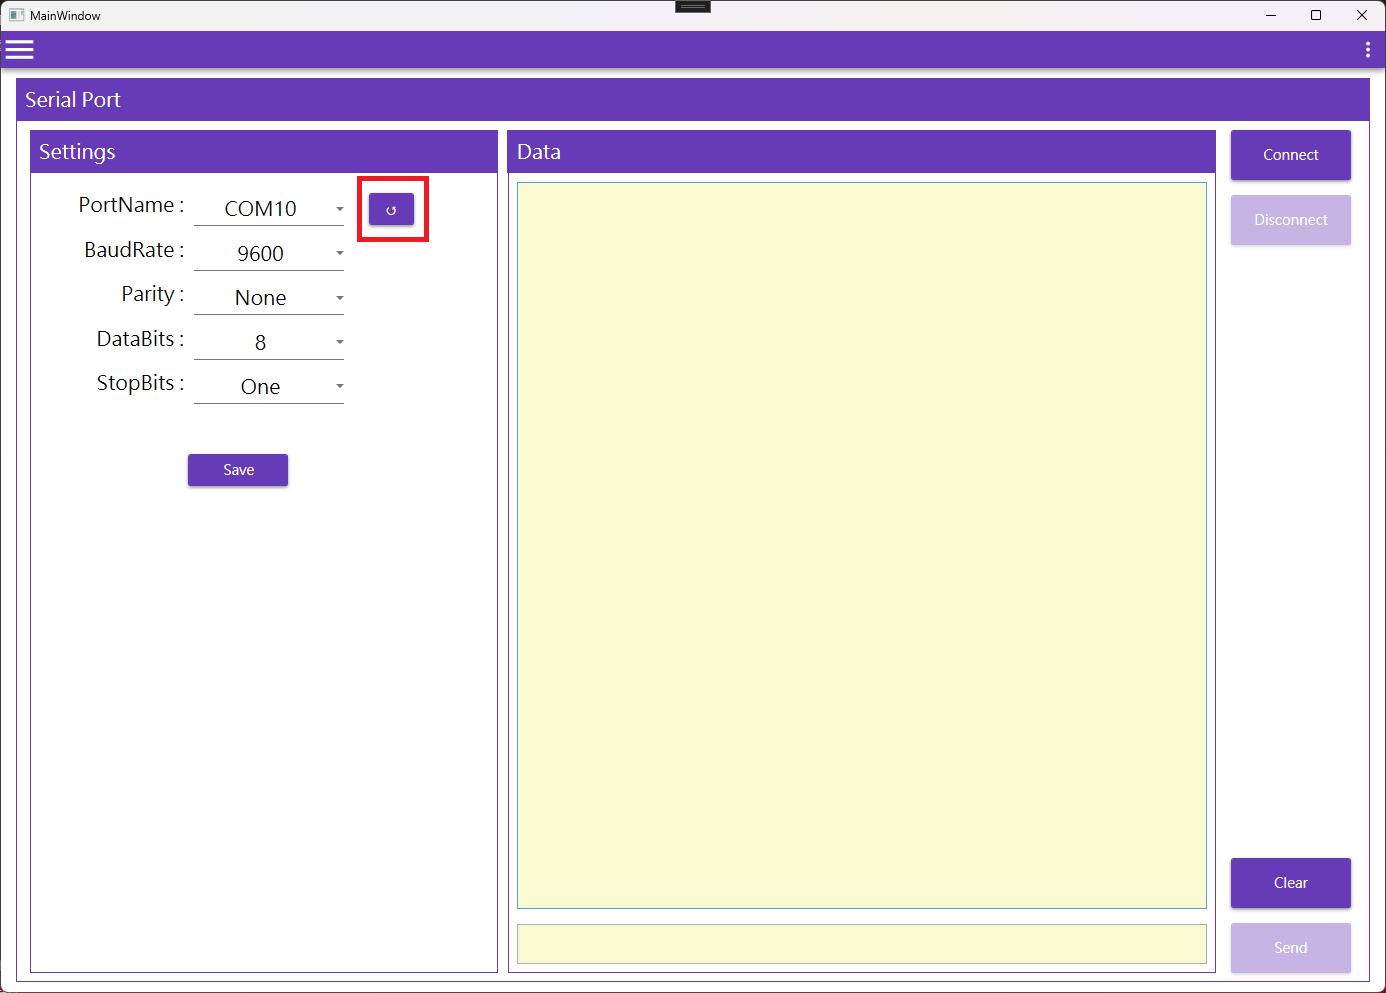 MainWindow
Serial Port
Settings
PortName : COM10 ↺
BaudRate : 9600
Parity : None
DataBits : 8
StopBits : One
Save
Data
Connect
Disconnect
Clear
Send